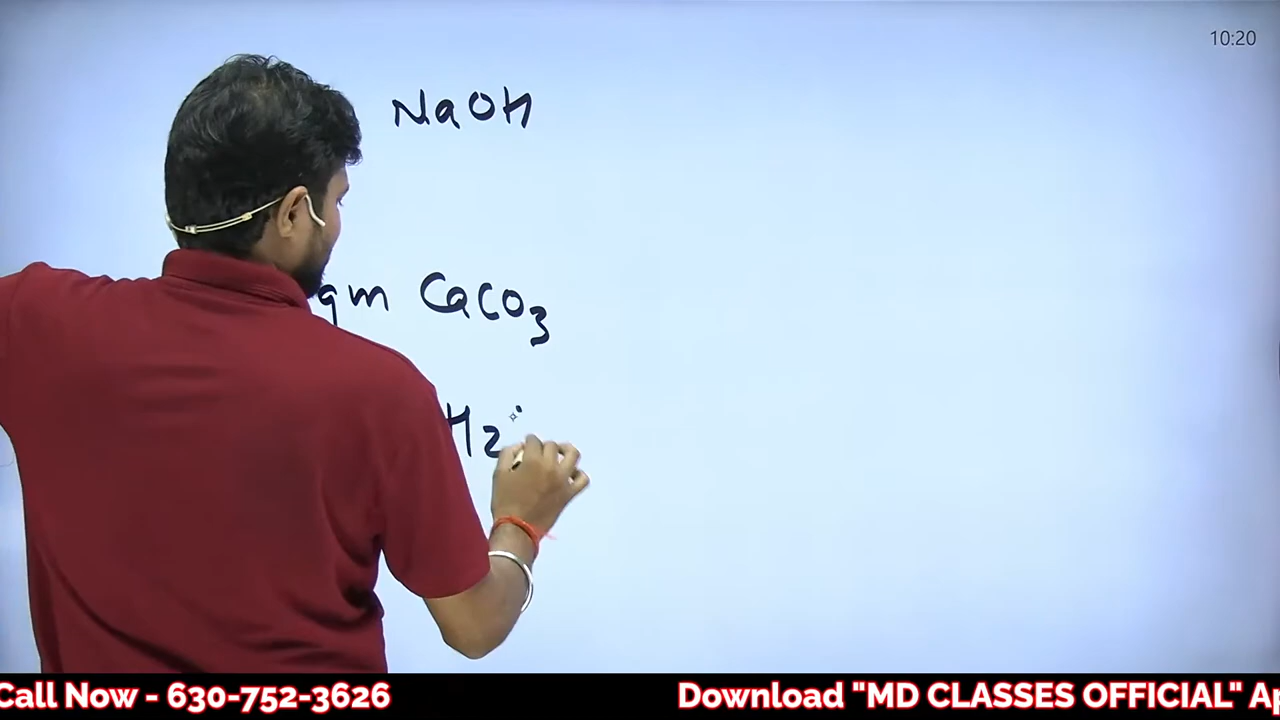 10:20
NaOH
gm CaCO3
H2
Call Now - 630-752-3626 Download "MD CLASSES OFFICIAL" Ap